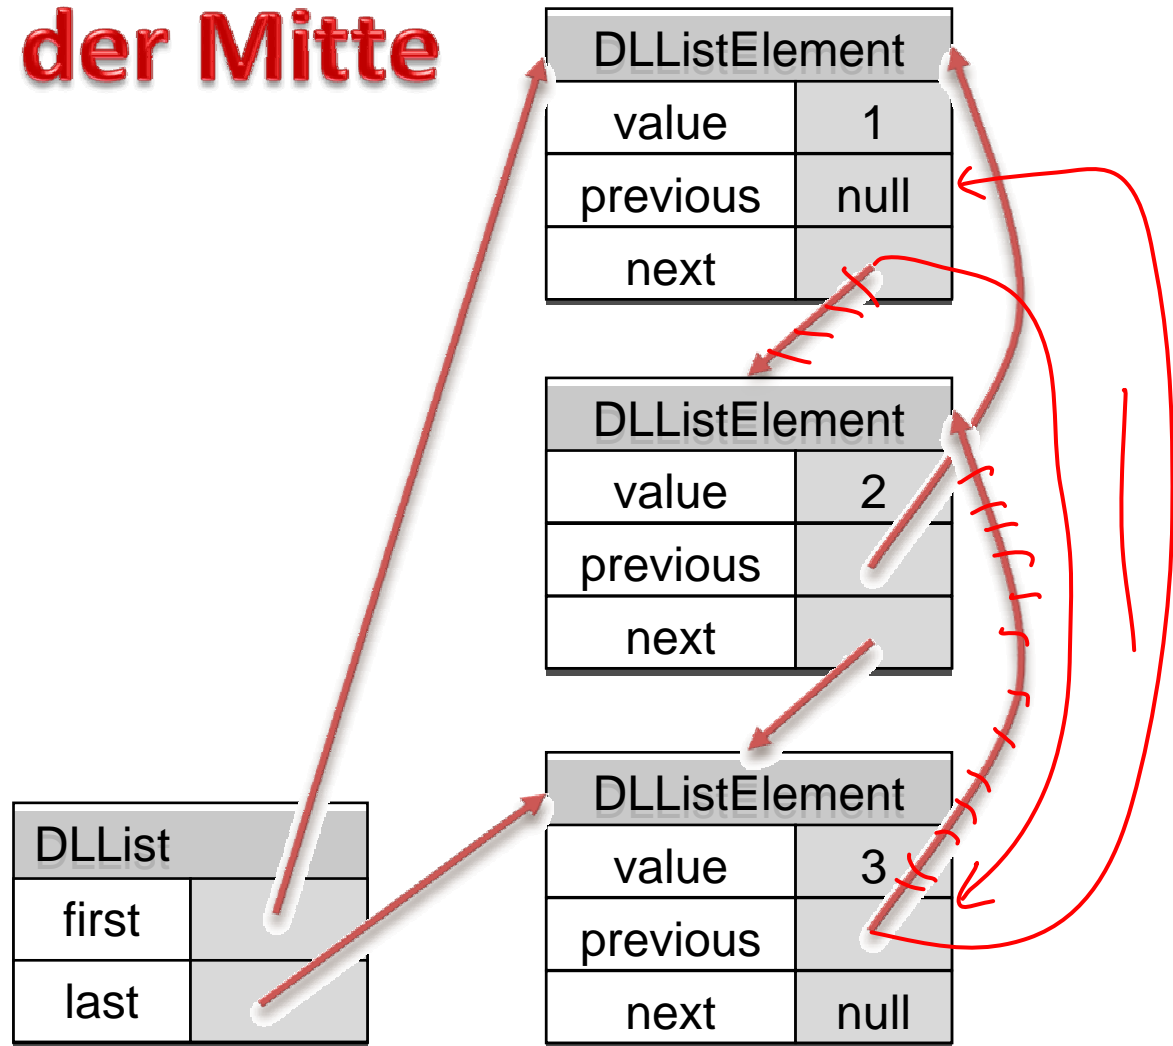 der Mitte
DLListElement
value 1
previous null
next
DLListElement
value 2
previous
next
DLListElement
value 3
previous
next null
DLList
first
last